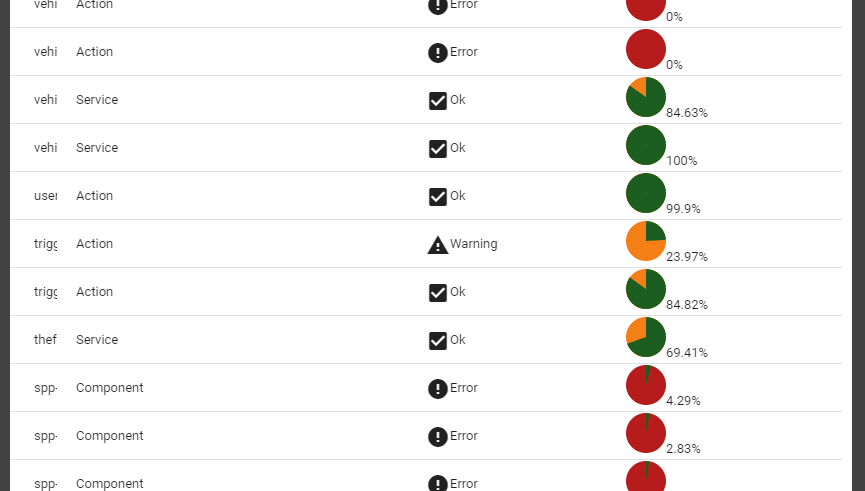 vehi Action Error 0%
vehi Action Error 0%
vehi Service Ok 84.63%
vehi Service Ok 100%
user Action Ok 99.9%
trigg Action Warning 23.97%
trigg Action Ok 84.82%
thef Service Ok 69.41%
spp- Component Error 4.29%
spp- Component Error 2.83%
spp- Component Error